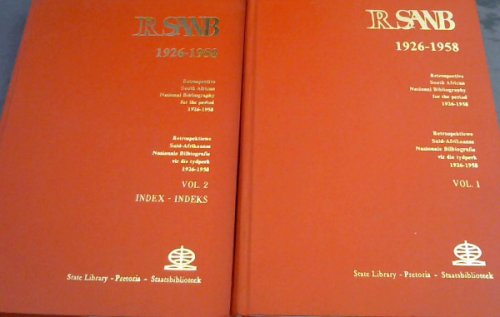 RSANB
1926-1958
Retrospective
South African
National Bibliography
for the period
1926-1958
Retrospektiewe
Suid-Afrikaanse
Nasionale Bibliografie
vir die tydperk
1926-1958
VOL. 2
INDEX - INDEKS
State Library - Pretoria - Staatsbiblioteek
RSANB
1926-1958
Retrospective
South African
National Bibliography
for the period
1926-1958
Retrospektiewe
Suid-Afrikaanse
Nasionale Bibliografie
vir die tydperk
1926-1958
VOL. 1
State Library - Pretoria - Staatsbiblioteek